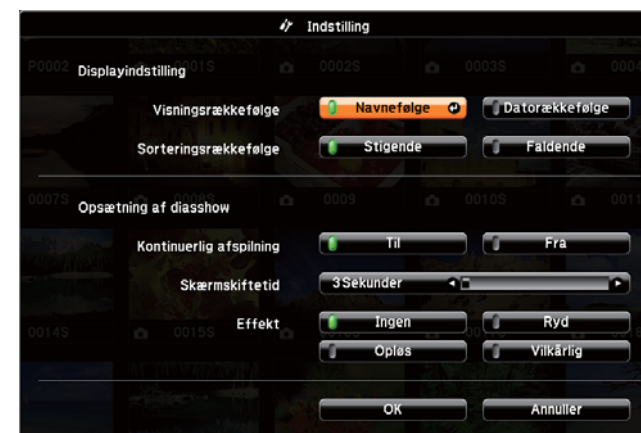 Indstilling
P0002 0001S 0002S 0003S 0004
Displayindstilling
Visningsrækkefølge Navnefølge Datorækkefølge
Sorteringsrækkefølge Stigende Faldende
0007S 0008S 0009 0010S 0011
Opsætning af diasshow
Kontinuerlig afspilning Til Fra
Skærmskiftetid 3Sekunder
Effekt Ingen Ryd
0014S 0015S
Opløs Vilkårlig
OK Annuller